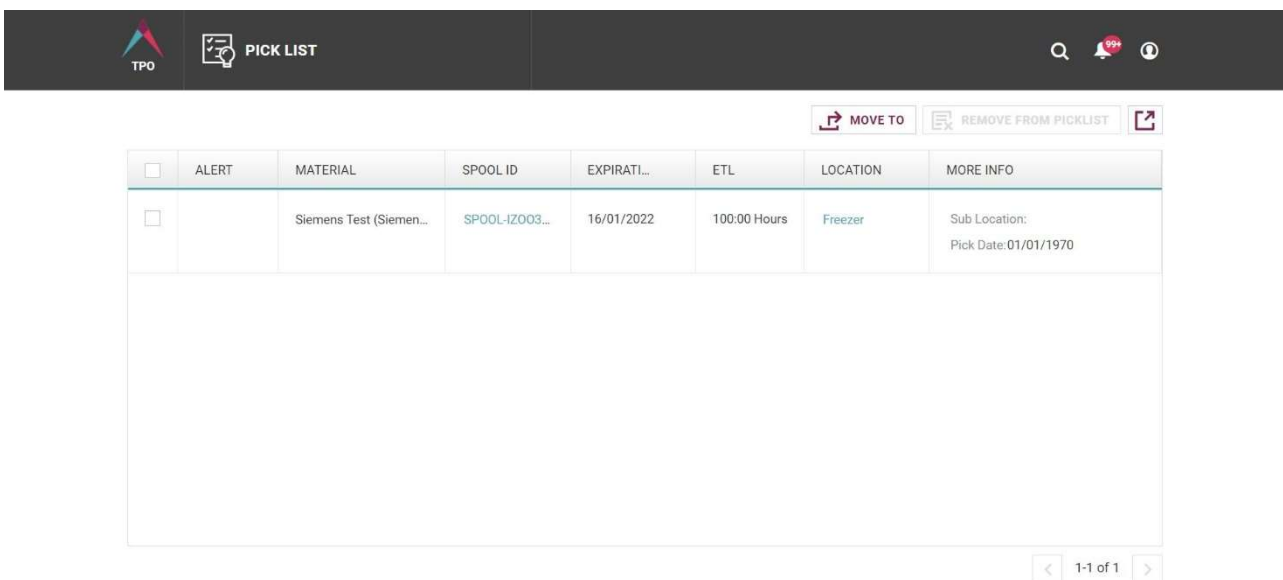 TPO
PICK LIST
99+
MOVE TO
REMOVE FROM PICKLIST
ALERT MATERIAL SPOOL ID EXPIRATI... ETL LOCATION MORE INFO
Siemens Test (Siemen... SPOOL-IZOO3... 16/01/2022 100:00 Hours Freezer Sub Location:
Pick Date:01/01/1970
1-1 of 1